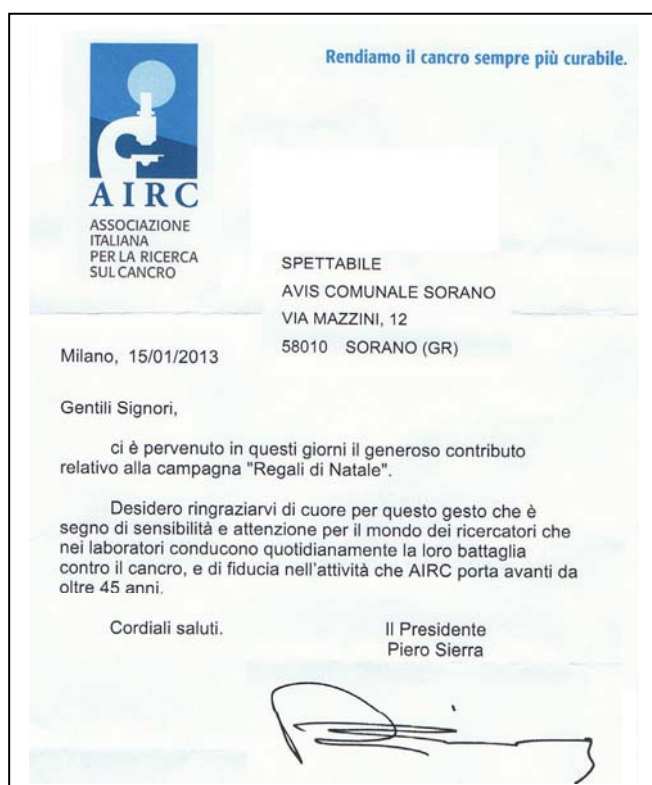 Rendiamo il cancro sempre più curabile.
AIRC
ASSOCIAZIONE
ITALIANA
PER LA RICERCA
SUL CANCRO
SPETTABILE
AVIS COMUNALE SORANO
VIA MAZZINI, 12
58010 SORANO (GR)
Milano, 15/01/2013
Gentili Signori,
ci è pervenuto in questi giorni il generoso contributo
relativo alla campagna "Regali di Natale".
Desidero ringraziarvi di cuore per questo gesto che è
segno di sensibilità e attenzione per il mondo dei ricercatori che
nei laboratori conducono quotidianamente la loro battaglia
contro il cancro, e di fiducia nell'attività che AIRC porta avanti da
oltre 45 anni.
Cordiali saluti.
Il Presidente
Piero Sierra